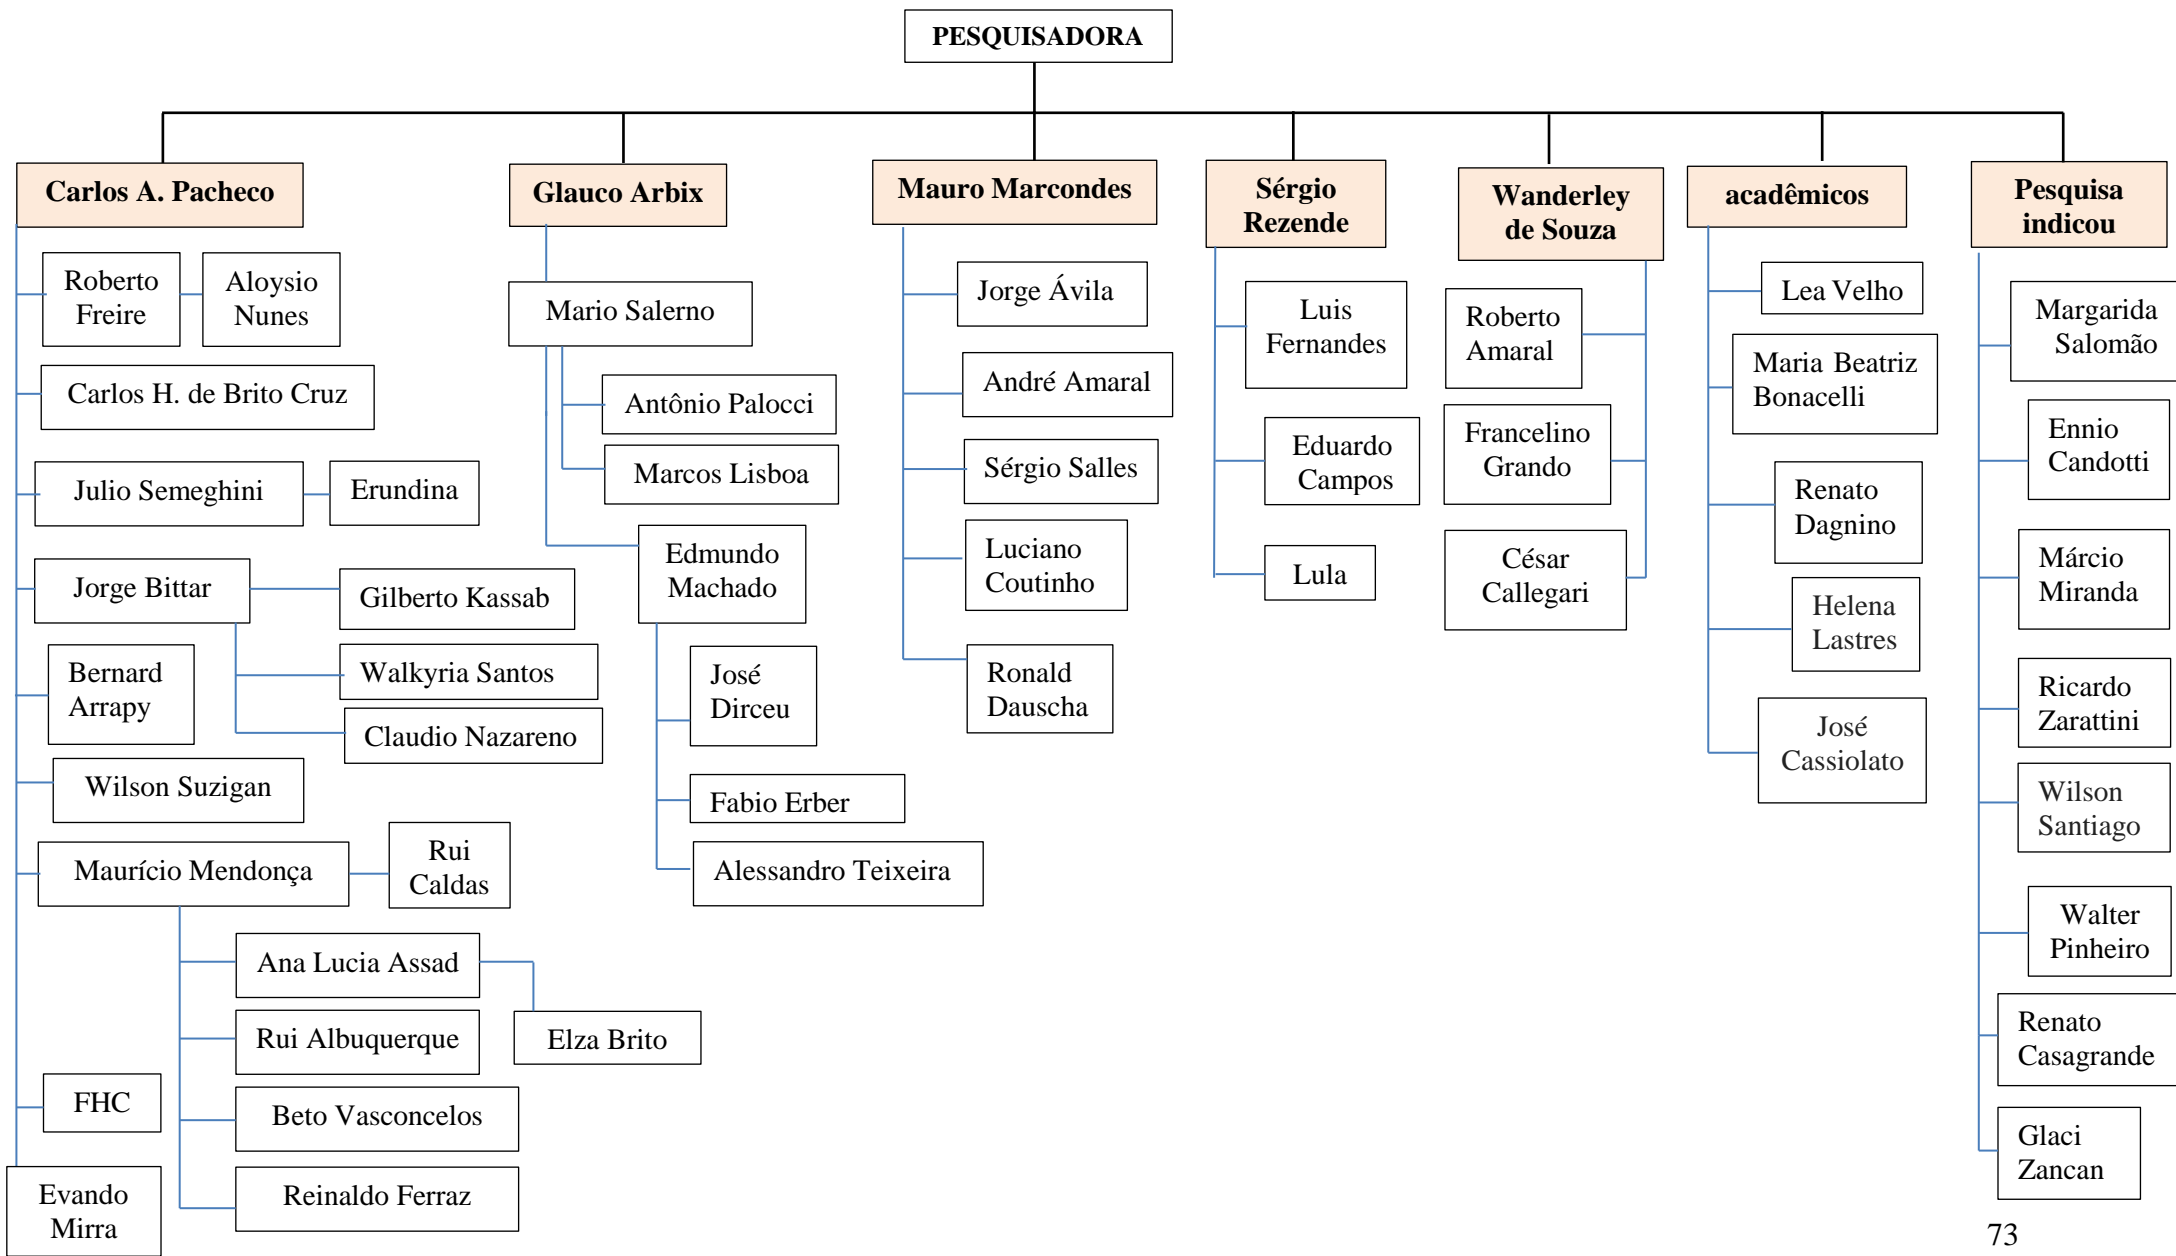 PESQUISADORA
Carlos A. Pacheco
Roberto
Freire
Aloysio
Nunes
Carlos H. de Brito Cruz
Julio Semeghini
Erundina
Jorge Bittar
Gilberto Kassab
Walkyria Santos
Claudio Nazareno
Bernard
Arrapy
Wilson Suzigan
Maurício Mendonça
Rui
Caldas
Ana Lucia Assad
Elza Brito
Rui Albuquerque
Beto Vasconcelos
Reinaldo Ferraz
FHC
Evando
Mirra
Glauco Arbix
Mario Salerno
Antônio Palocci
Marcos Lisboa
Edmundo
Machado
José
Dirceu
Fabio Erber
Alessandro Teixeira
Mauro Marcondes
Jorge Ávila
André Amaral
Sérgio Salles
Luciano
Coutinho
Ronald
Dauscha
Sérgio
Rezende
Luis
Fernandes
Eduardo
Campos
Lula
Wanderley
de Souza
Roberto
Amaral
Francelino
Grando
César
Callegari
acadêmicos
Lea Velho
Maria Beatriz
Bonacelli
Renato
Dagnino
Helena
Lastres
José
Cassiolato
Pesquisa
indicou
Margarida
Salomão
Ennio
Candotti
Márcio
Miranda
Ricardo
Zarattini
Wilson
Santiago
Walter
Pinheiro
Renato
Casagrande
Glaci
Zancan
73